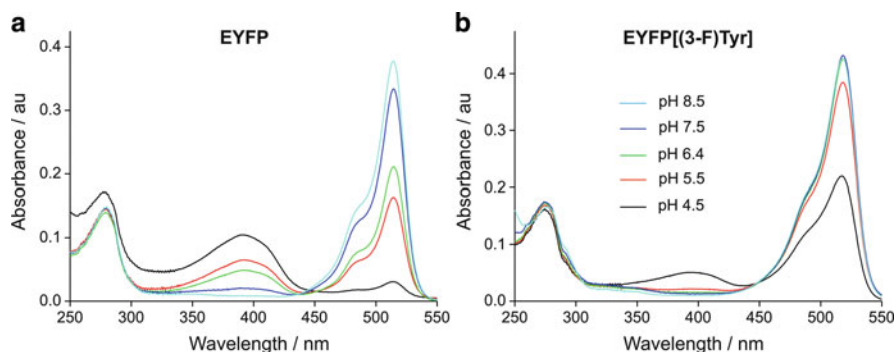 a
EYFP
Absorbance / au
0.4
0.3
0.2
0.1
0.0
250 300 350 400 450 500 550
Wavelength / nm
b
EYFP[(3-F)Tyr]
Absorbance / au
0.4
0.3
0.2
0.1
0.0
pH 8.5
pH 7.5
pH 6.4
pH 5.5
pH 4.5
250 300 350 400 450 500 550
Wavelength / nm